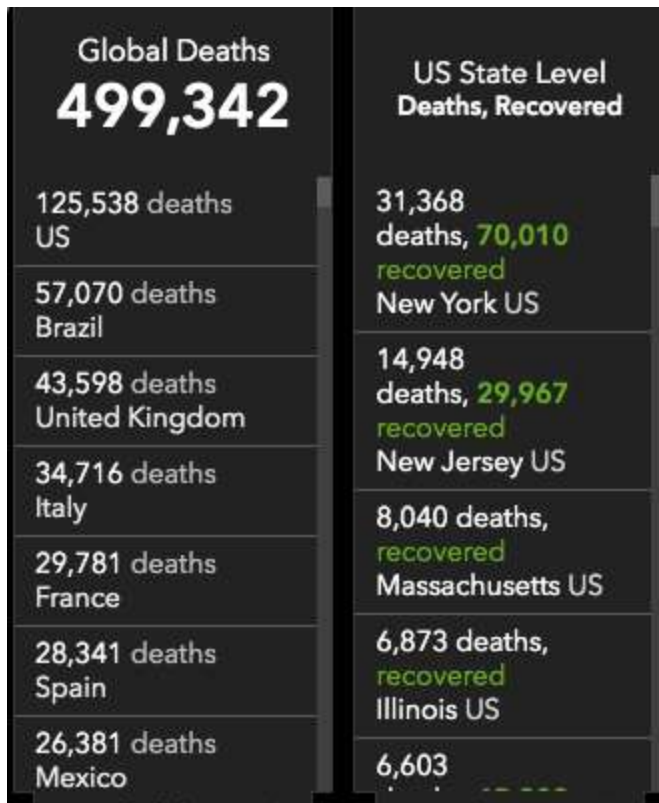 Global Deaths
499,342
125,538 deaths
US
57,070 deaths
Brazil
43,598 deaths
United Kingdom
34,716 deaths
Italy
29,781 deaths
France
28,341 deaths
Spain
26,381 deaths
Mexico
US State Level
Deaths, Recovered
31,368
deaths, 70,010
recovered
New York US
14,948
deaths, 29,967
recovered
New Jersey US
8,040 deaths,
recovered
Massachusetts US
6,873 deaths,
recovered
Illinois US
6,603